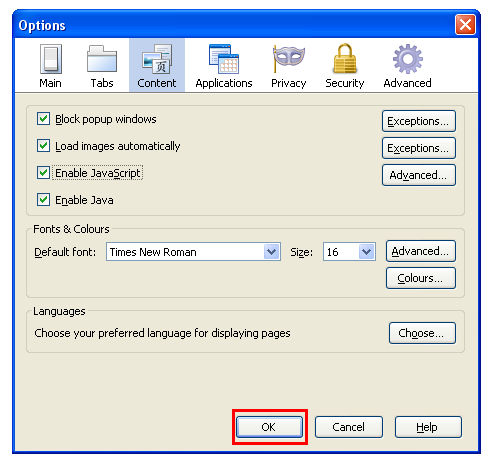 Options
Main Tabs Content Applications Privacy Security Advanced
Block popup windows Exceptions...
Load images automatically Exceptions...
Enable JavaScript Advanced...
Enable Java
Fonts & Colours
Default font: Times New Roman Size: 16 Advanced...
Colours...
Languages
Choose your preferred language for displaying pages Choose...
OK Cancel Help